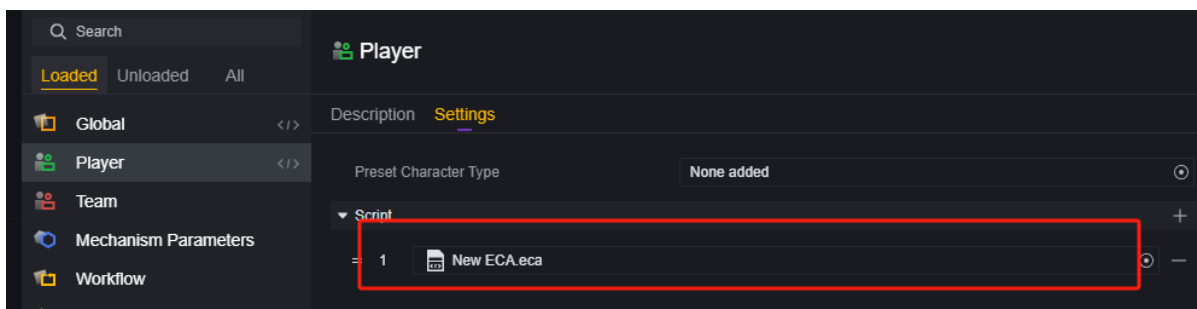 Search
Loaded Unloaded All
Global </>
Player </>
Team
Mechanism Parameters
Workflow
Player
Description Settings
Preset Character Type None added
Script
1 New ECA.eca